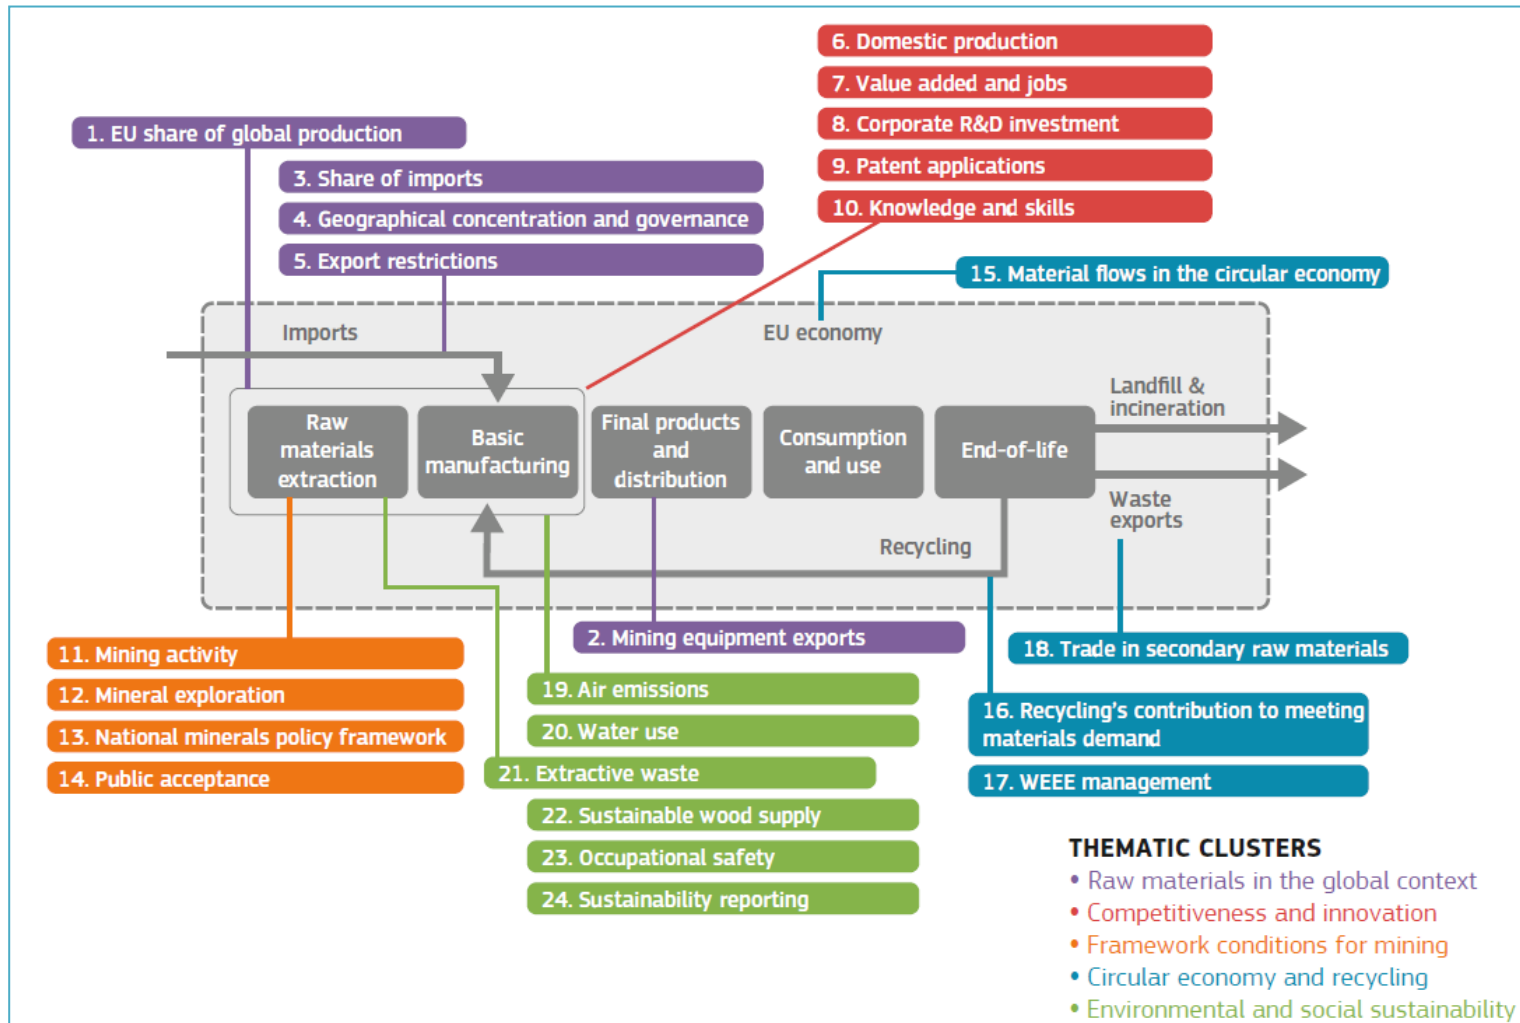 6. Domestic production
7. Value added and jobs
8. Corporate R&D investment
9. Patent applications
10. Knowledge and skills
1. EU share of global production
3. Share of imports
4. Geographical concentration and governance
5. Export restrictions
15. Material flows in the circular economy
Imports
EU economy
Raw
materials
extraction
Basic
manufacturing
Final products
and
distribution
Consumption
and use
End-of-life
Landfill &
incineration
Waste
exports
Recycling
11. Mining activity
12. Mineral exploration
13. National minerals policy framework
14. Public acceptance
2. Mining equipment exports
19. Air emissions
20. Water use
21. Extractive waste
22. Sustainable wood supply
23. Occupational safety
24. Sustainability reporting
18. Trade in secondary raw materials
16. Recycling's contribution to meeting
materials demand
17. WEEE management
THEMATIC CLUSTERS
• Raw materials in the global context
• Competitiveness and innovation
• Framework conditions for mining
• Circular economy and recycling
• Environmental and social sustainability